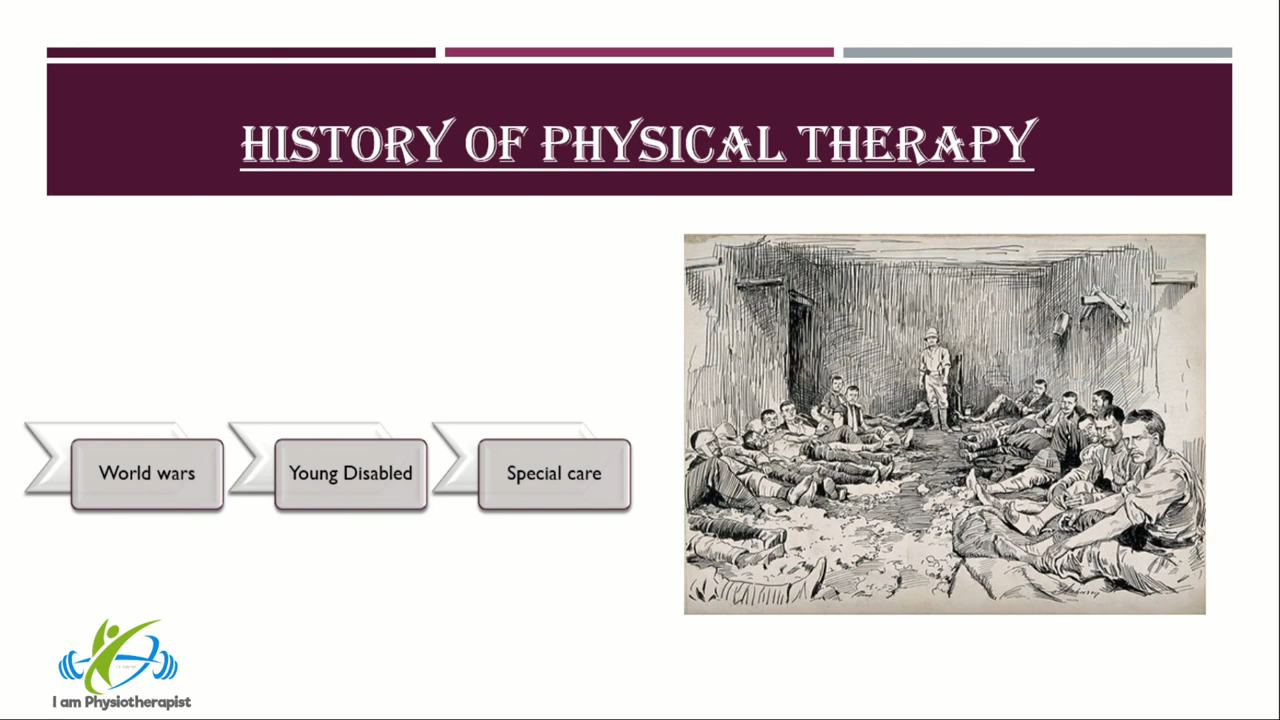 HISTORY OF PHYSICAL THERAPY
World wars
Young Disabled
Special care
I am Physiotherapist